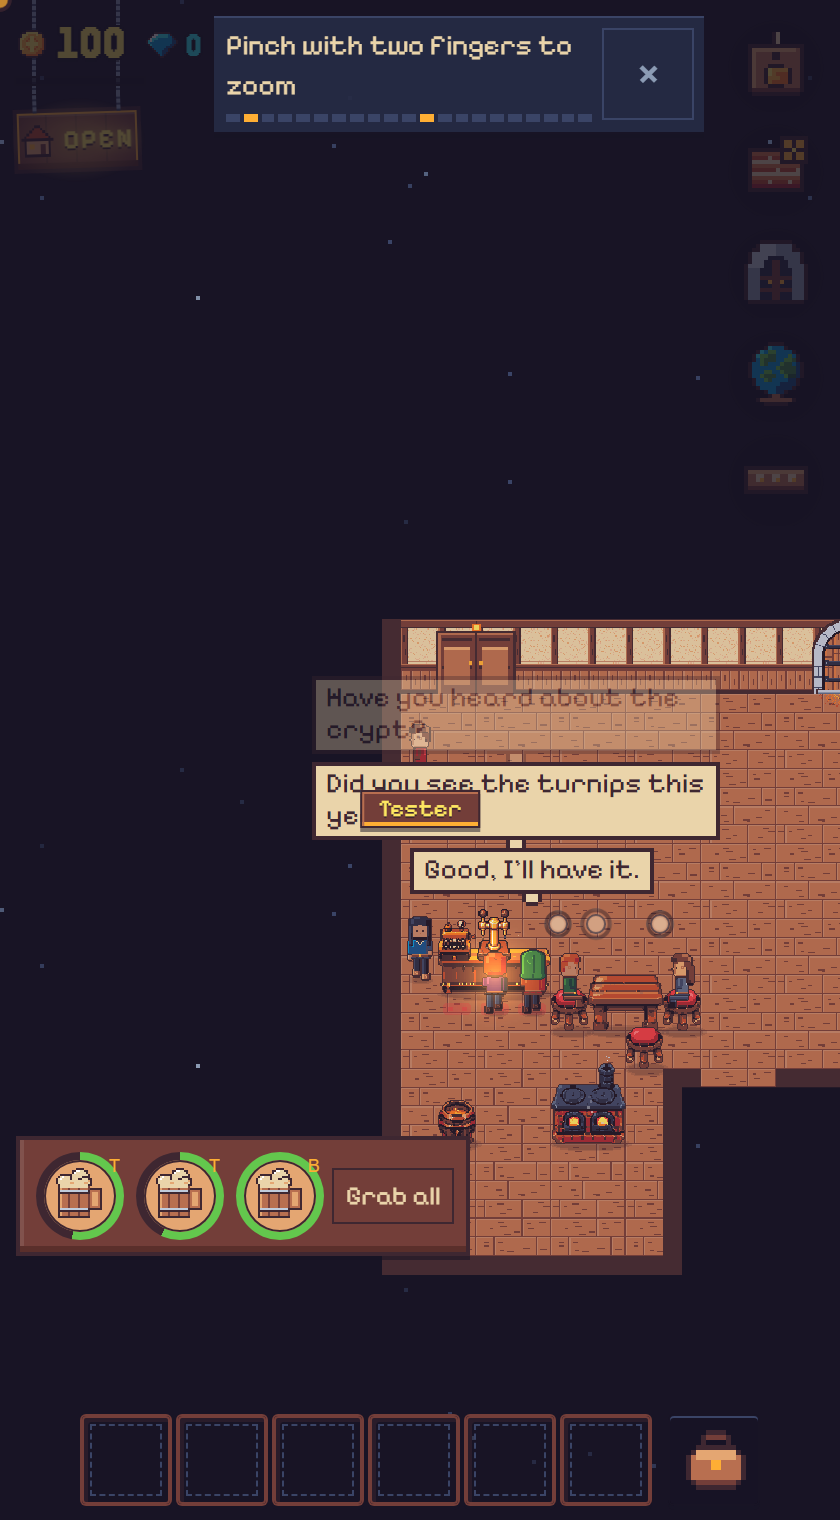 100
0
Pinch with two fingers to
zoom
×
OPEN
Have you heard about the
crypt?
Did you see the turnips this
ye
Tester
Good, I'll have it.
T
T
B
Grab all